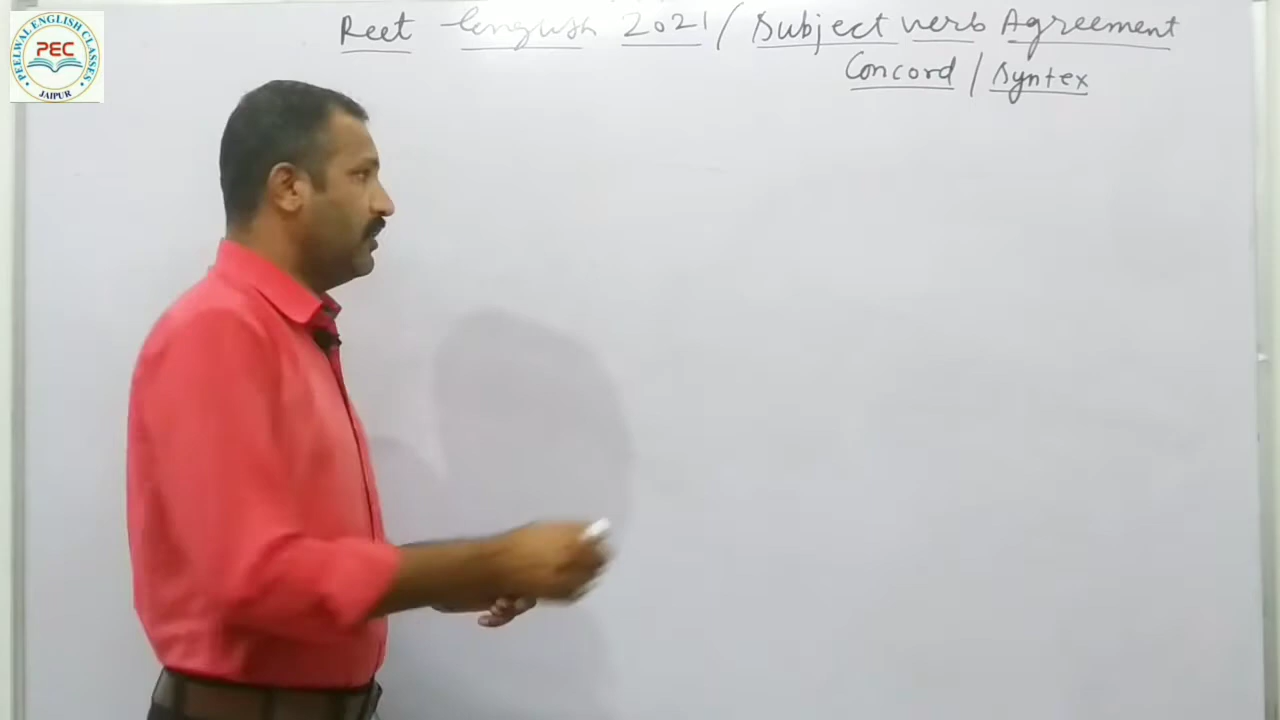 PEELWAL ENGLISH CLASSES
PEC
JAIPUR
Reet English 2021 / Subject verb Agreement
Concord / Syntex